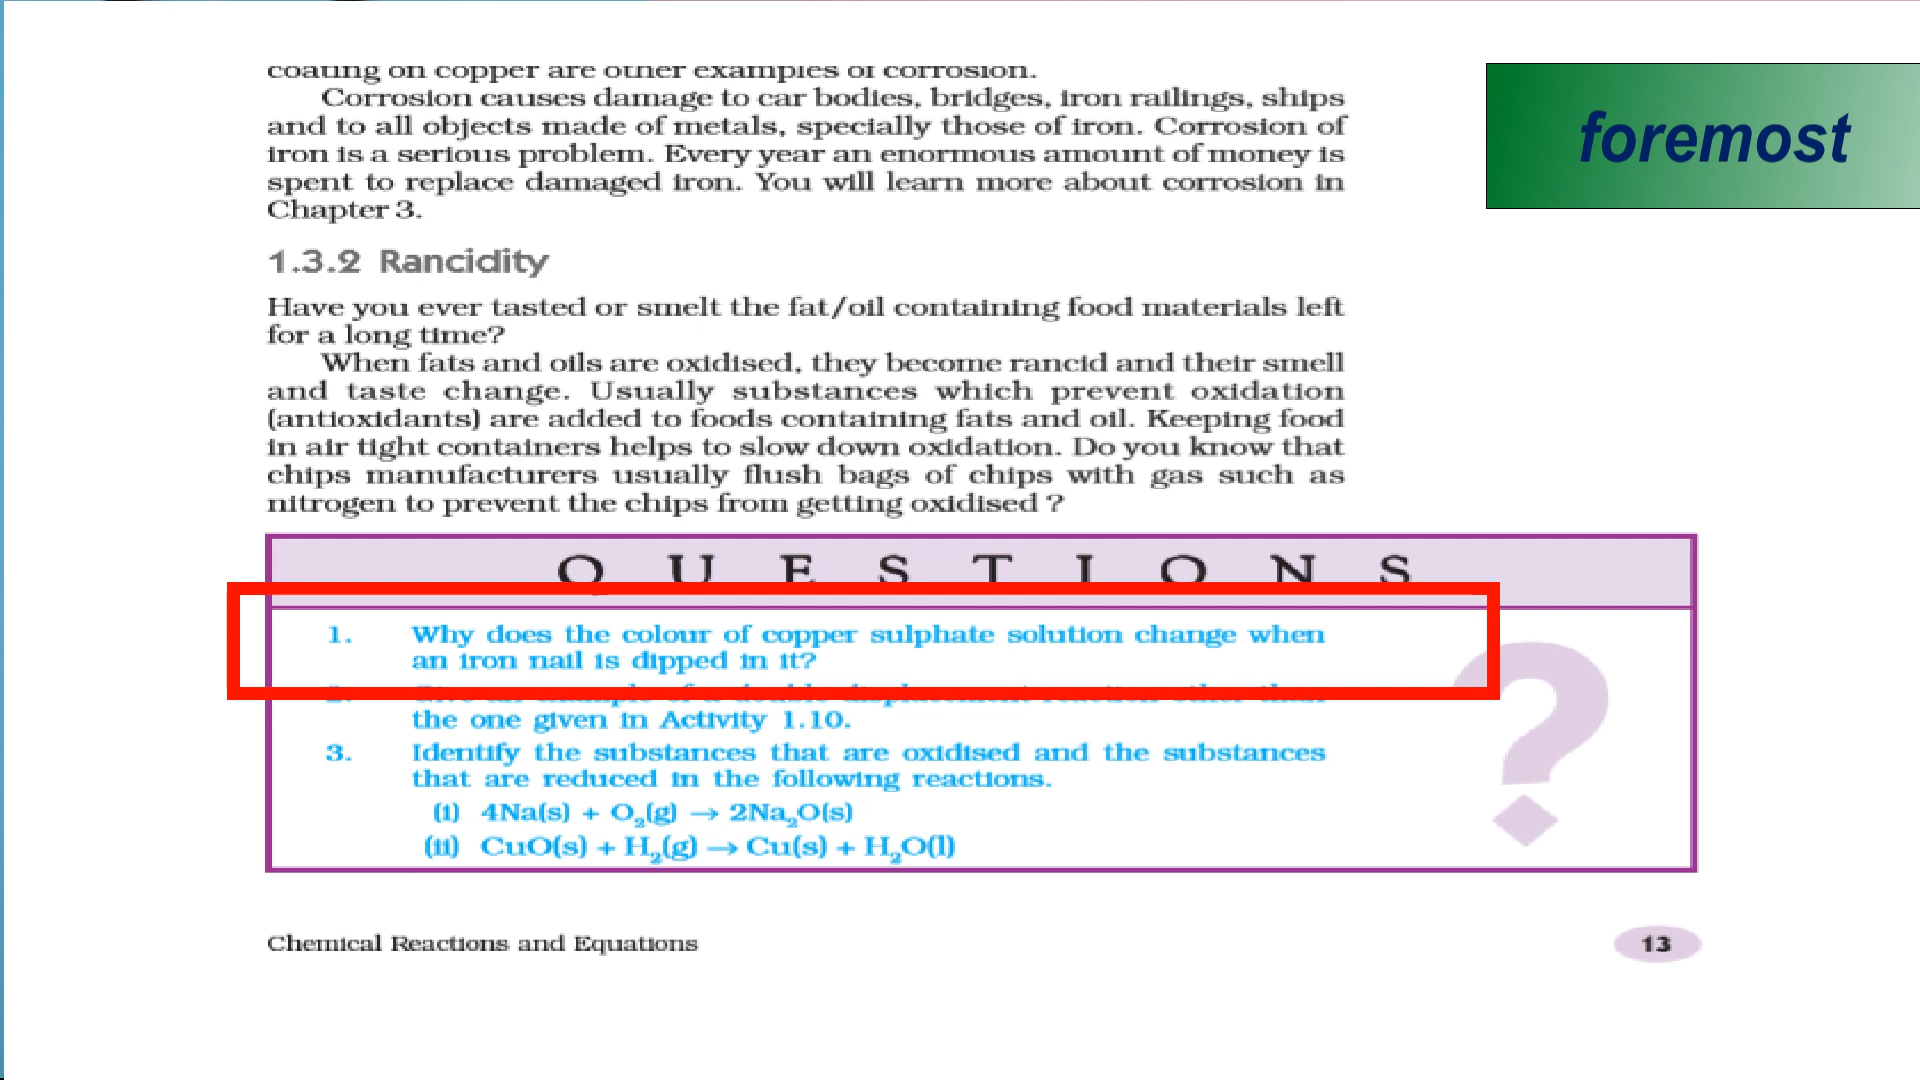 coating on copper are other examples of corrosion.
Corrosion causes damage to car bodies, bridges, iron railings, ships
and to all objects made of metals, specially those of iron. Corrosion of
iron is a serious problem. Every year an enormous amount of money is
spent to replace damaged iron. You will learn more about corrosion in
Chapter 3.
foremost
1.3.2 Rancidity
Have you ever tasted or smelt the fat/oil containing food materials left
for a long time?
When fats and oils are oxidised, they become rancid and their smell
and taste change. Usually substances which prevent oxidation
(antioxidants) are added to foods containing fats and oil. Keeping food
in air tight containers helps to slow down oxidation. Do you know that
chips manufacturers usually flush bags of chips with gas such as
nitrogen to prevent the chips from getting oxidised ?
QUESTIONS
1. Why does the colour of copper sulphate solution change when
an iron nail is dipped in it?
2. of a double displacement reaction other than
the one given in Activity 1.10.
3. Identify the substances that are oxidised and the substances
that are reduced in the following reactions.
(i) 4Na(s) + O₂(g) → 2Na₂O(s)
(ii) CuO(s) + H₂(g) → Cu(s) + H₂O(l)
?
Chemical Reactions and Equations
13